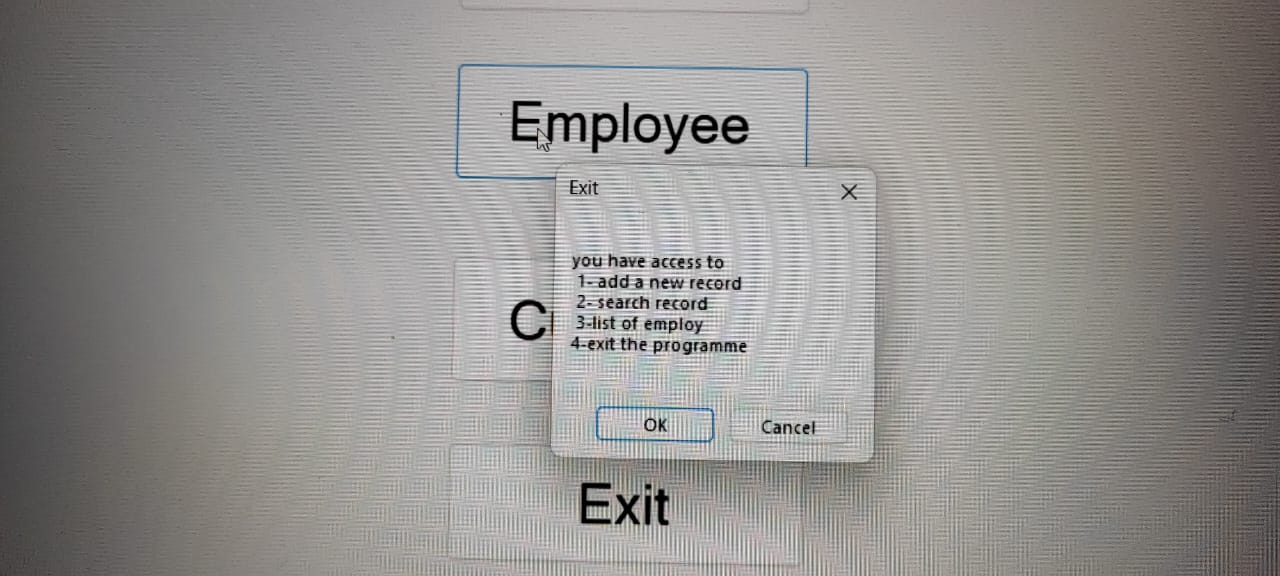 Employee
Exit
you have access to
1- add a new record
2- search record
3-list of employ
4-exit the programme
OK
Cancel
Exit